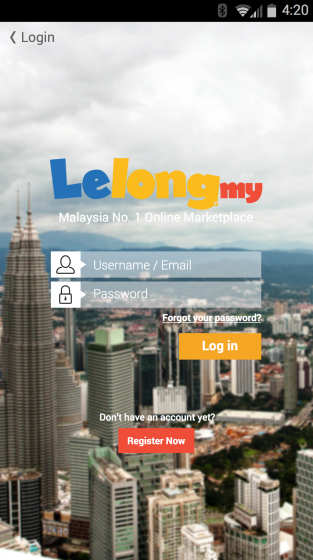 4:20
Login
Lelong.my
Malaysia No. 1 Online Marketplace
Username / Email
Password
Forgot your password?
Log in
Don't have an account yet?
Register Now